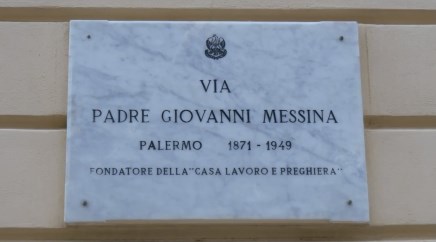 VIA
PADRE GIOVANNI MESSINA
PALERMO 1871 - 1949
FONDATORE DELLA "CASA LAVORO E PREGHIERA"